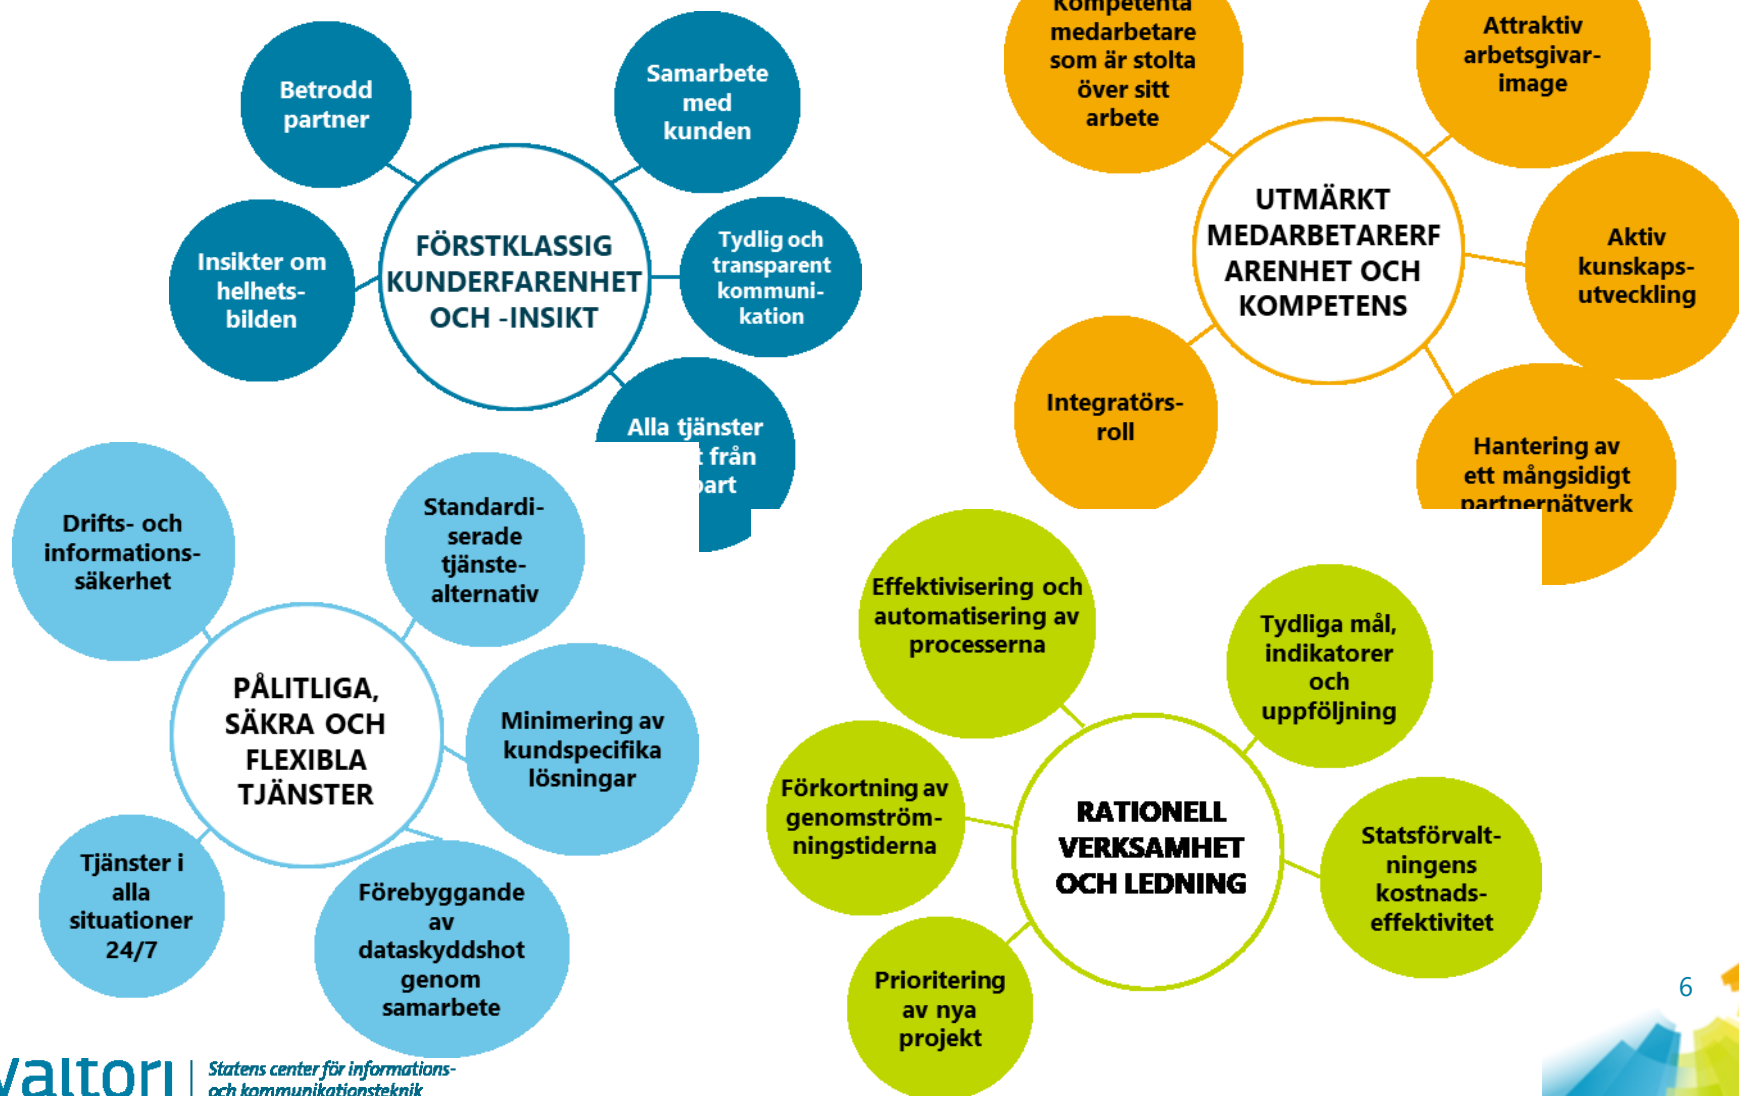 Betrodd
partner
Samarbete
med
kunden
Insikter om
helhets-
bilden
FÖRSTKLASSIG
KUNDERFARENHET
OCH -INSIKT
Tydlig och
transparent
kommuni-
kation
Alla tjänster
från
Kompetenta
medarbetare
som är stolta
över sitt
arbete
Attraktiv
arbetsgivar-
image
UTMÄRKT
MEDARBETARERF
ARENHET OCH
KOMPETENS
Aktiv
kunskaps-
utveckling
Integratörs-
roll
Hantering av
ett mångsidigt
partnernätverk
Drifts- och
informations-
säkerhet
Standardi-
serade
tjänste-
alternativ
PÅLITLIGA,
SÄKRA OCH
FLEXIBLA
TJÄNSTER
Minimering av
kundspecifika
lösningar
Tjänster i
alla
situationer
24/7
Förebyggande
av
dataskyddshot
genom
samarbete
Effektivisering och
automatisering av
processerna
Tydliga mål,
indikatorer
och
uppföljning
Förkortning av
genomström-
ningstiderna
RATIONELL
VERKSAMHET
OCH LEDNING
Statsförvalt-
ningens
kostnads-
effektivitet
Prioritering
av nya
projekt
6
Valtori
Statens center för informations-
och kommunikationsteknik